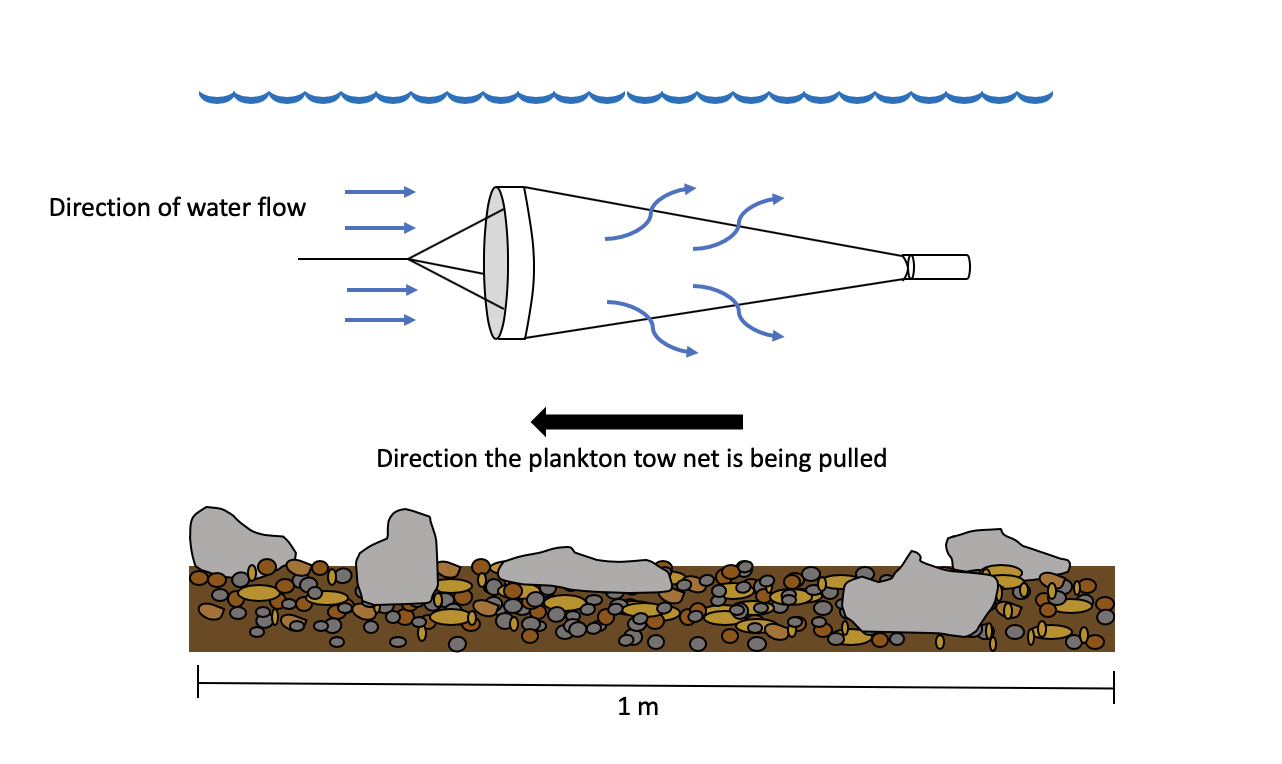 Direction of water flow
Direction the plankton tow net is being pulled
1 m